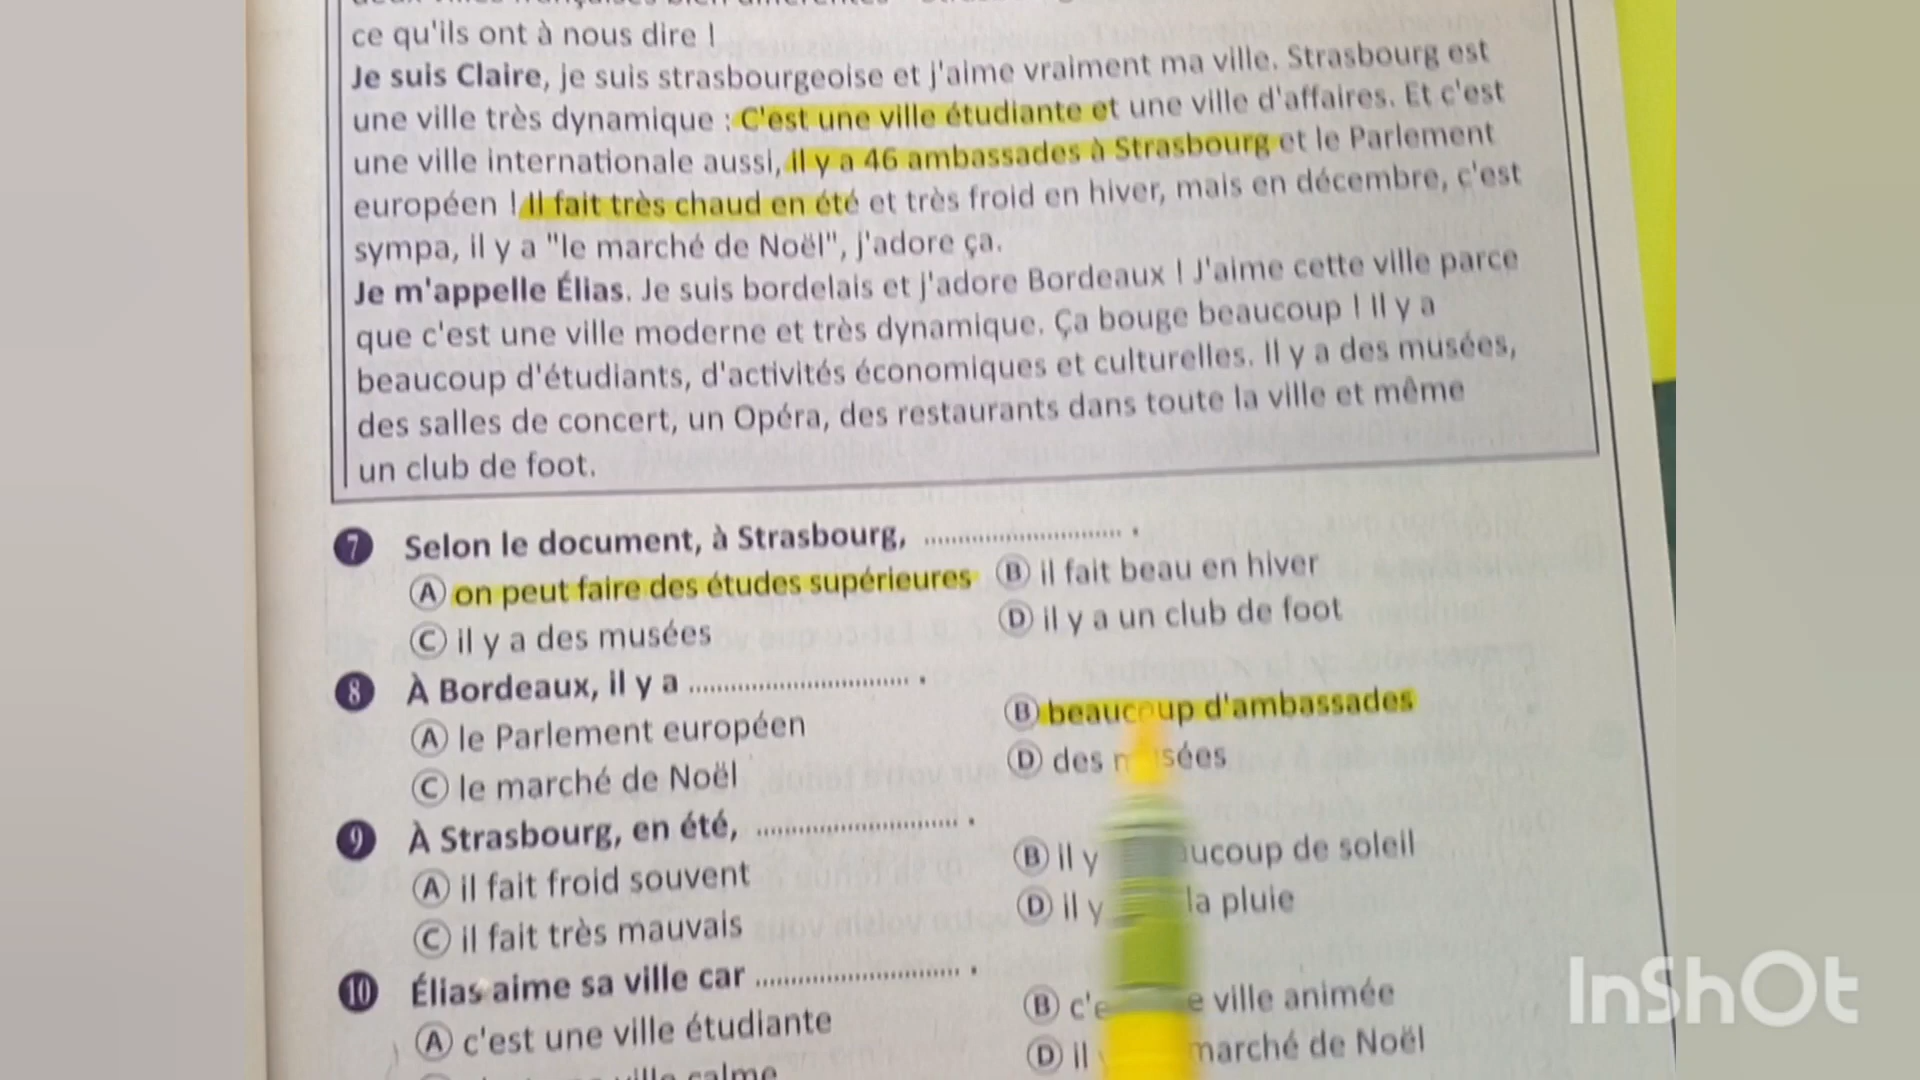 ce qu'ils ont à nous dire !
Je suis Claire, je suis strasbourgeoise et j'aime vraiment ma ville. Strasbourg est
une ville très dynamique : C'est une ville étudiante et une ville d'affaires. Et c'est
une ville internationale aussi, il y a 46 ambassades à Strasbourg et le Parlement
européen ! Il fait très chaud en été et très froid en hiver, mais en décembre, c'est
sympa, il y a "le marché de Noël", j'adore ça.
Je m'appelle Élias. Je suis bordelais et j'adore Bordeaux ! J'aime cette ville parce
que c'est une ville moderne et très dynamique. Ça bouge beaucoup ! Il y a
beaucoup d'étudiants, d'activités économiques et culturelles. Il y a des musées,
des salles de concert, un Opéra, des restaurants dans toute la ville et même
un club de foot.
7 Selon le document, à Strasbourg, .......................... .
A on peut faire des études supérieures B il fait beau en hiver
C il y a des musées D il y a un club de foot
8 À Bordeaux, il y a .......................... .
A le Parlement européen B beaucoup d'ambassades
C le marché de Noël D des
9 À Strasbourg, en été, .......................... .
A il fait froid souvent B il y de soleil
C il fait très mauvais D il y la pluie
10 Élias aime sa ville car .......................... .
A c'est une ville étudiante B ville animée
D il marché de Noël
ville calme
InShOt